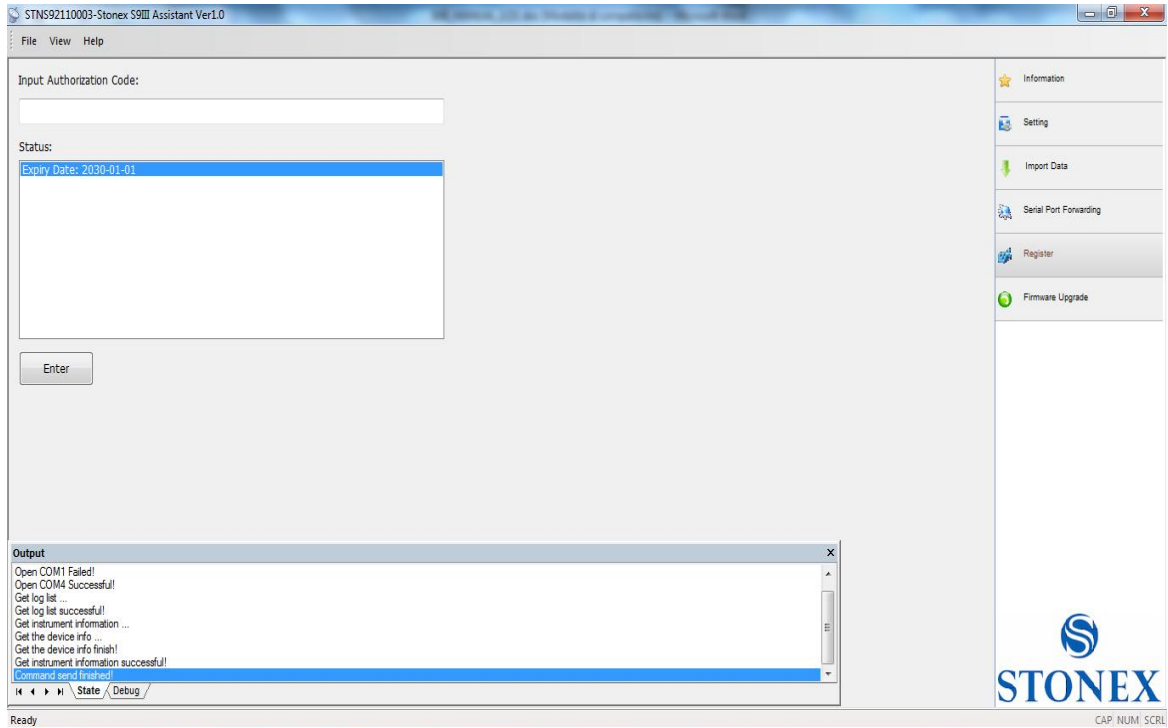 STNS92110003-Stonex S9III Assistant Ver1.0
File View Help
Input Authorization Code:
Status:
Expiry Date: 2030-01-01
Enter
Information
Setting
Import Data
Serial Port Forwarding
Register
Firmware Upgrade
Output
Open COM1 Failed!
Open COM4 Successful!
Get log list ...
Get log list successful!
Get instrument information ...
Get the device info ...
Get the device info finish!
Get instrument information successful!
Command send finished!
State Debug
STONEX
Ready
CAP NUM SCRL